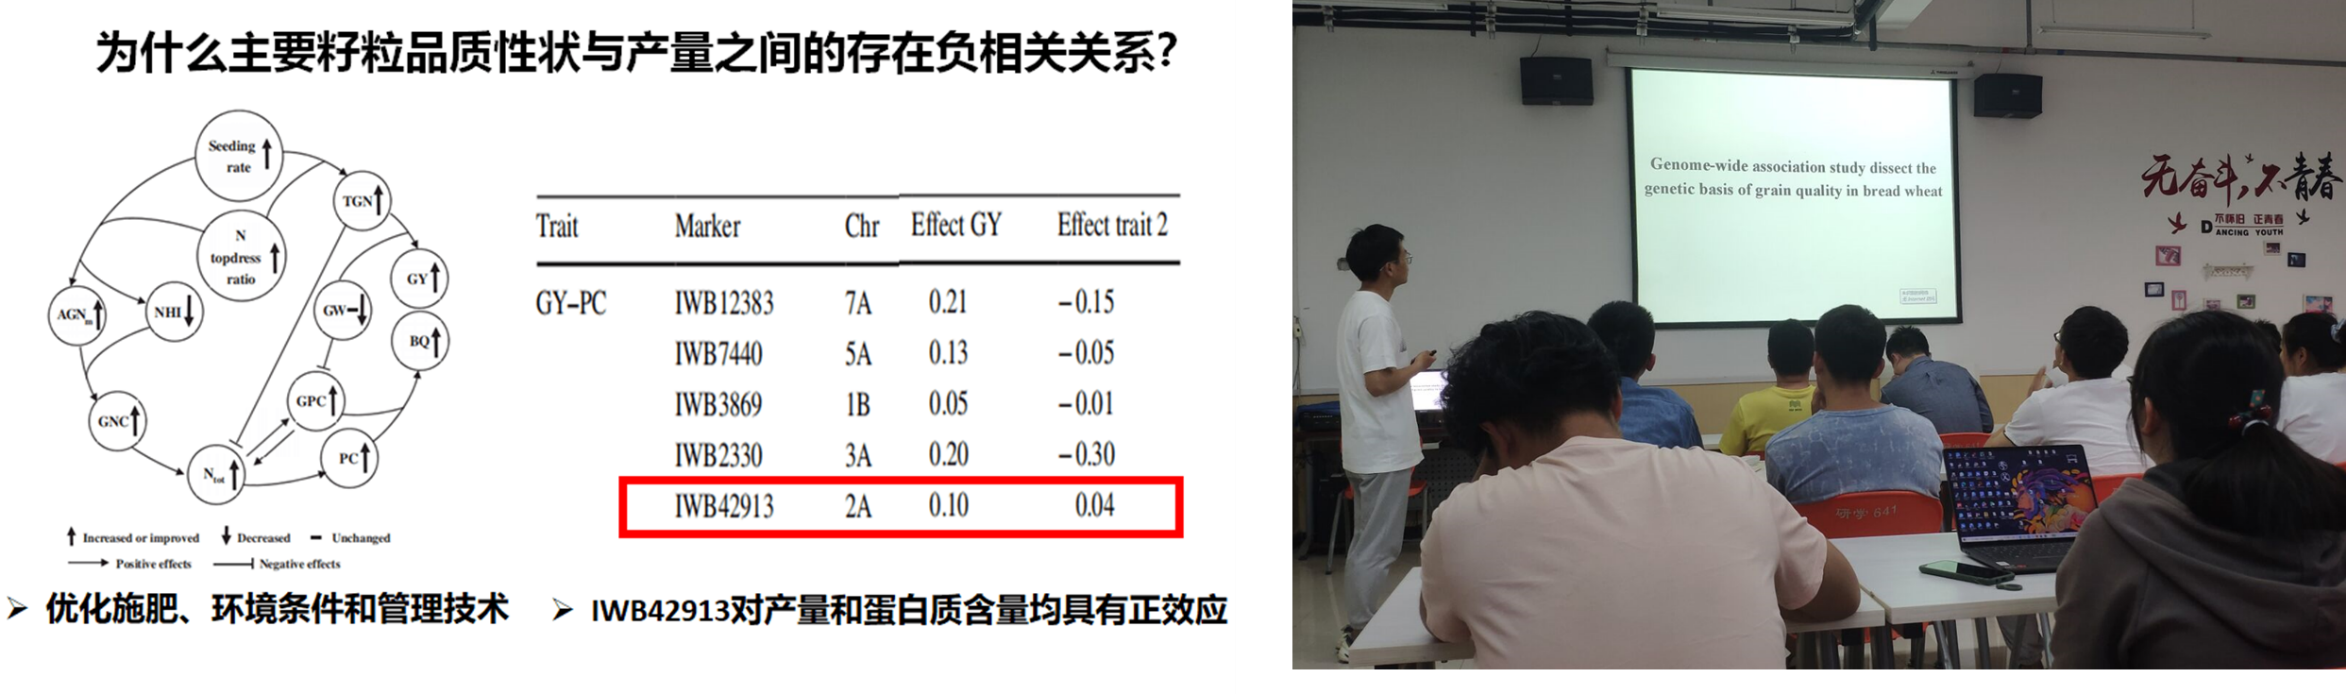 为什么主要籽粒品质性状与产量之间的存在负相关关系?
Seeding
rate
TGN
N
topdress
ratio
GY
AGNm
NHI
GW
BQ
GPC
GNC
PC
Ntot
Increased or improved
Decreased
Unchanged
Positive effects
Negative effects
Trait Marker Chr Effect GY Effect trait 2
GY–PC IWB12383 7A 0.21 −0.15
IWB7440 5A 0.13 −0.05
IWB3869 1B 0.05 −0.01
IWB2330 3A 0.20 −0.30
IWB42913 2A 0.10 0.04
➢ 优化施肥、环境条件和管理技术
➢ IWB42913对产量和蛋白质含量均具有正效应
Genome-wide association study dissect the
genetic basis of grain quality in bread wheat
无奋斗,不青春
不怀旧 正青春
DANCING YOUTH
研学 641